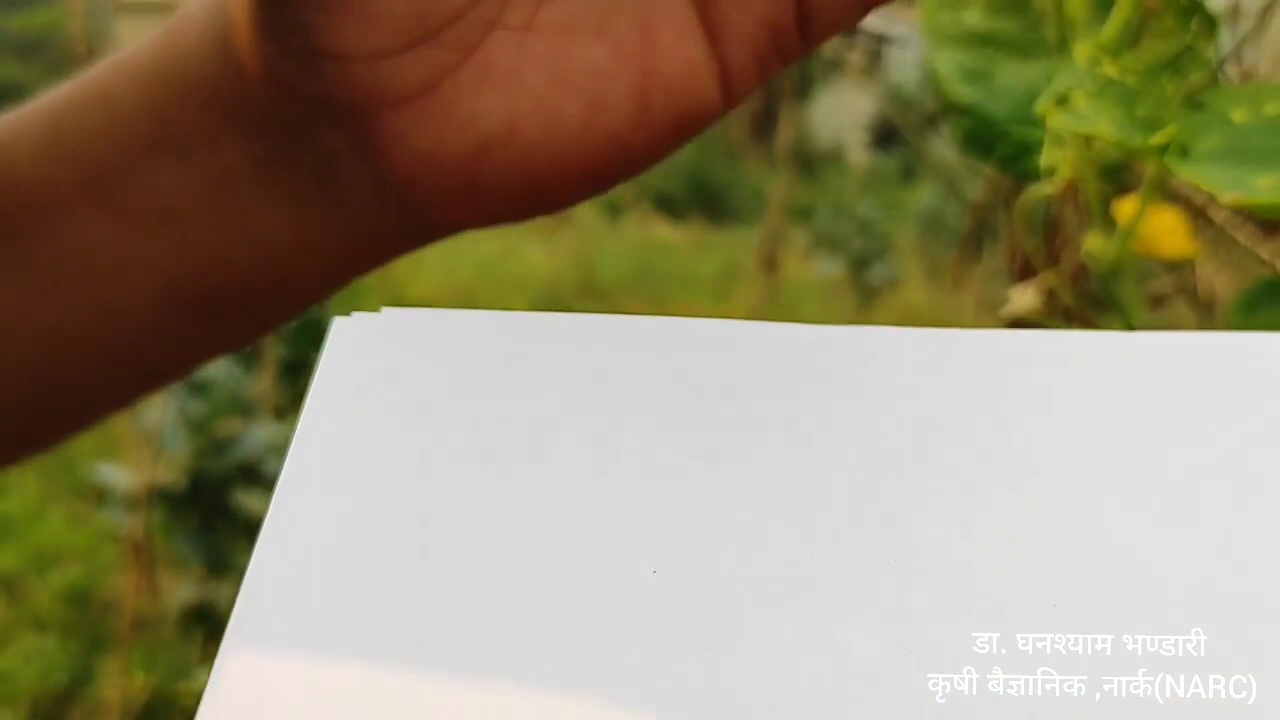 डा. घनश्याम भण्डारी
कृषी बैज्ञानिक ,नार्क(NARC)